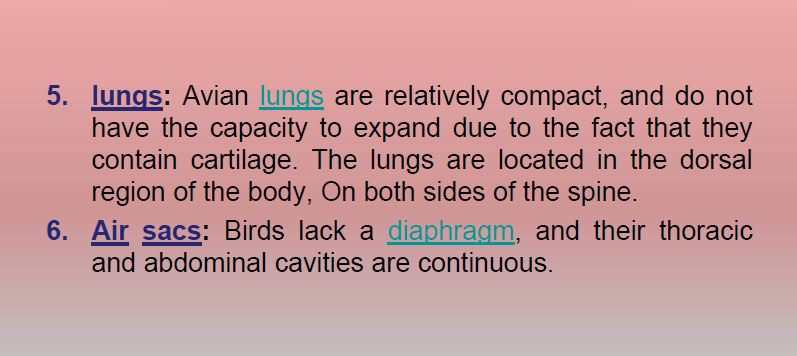 5. lungs: Avian lungs are relatively compact, and do not
have the capacity to expand due to the fact that they
contain cartilage. The lungs are located in the dorsal
region of the body, On both sides of the spine.
6. Air sacs: Birds lack a diaphragm, and their thoracic
and abdominal cavities are continuous.